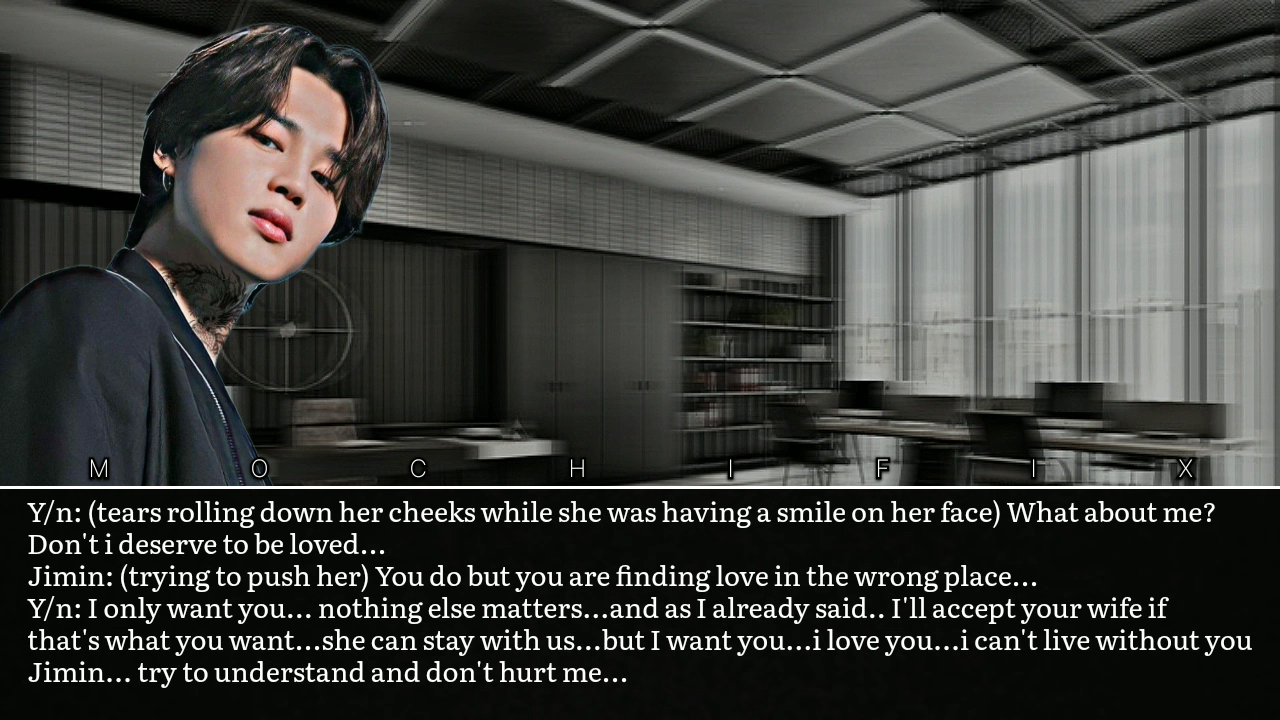 M O C H I F I X
Y/n: (tears rolling down her cheeks while she was having a smile on her face) What about me?
Don't i deserve to be loved...
Jimin: (trying to push her) You do but you are finding love in the wrong place...
Y/n: I only want you... nothing else matters...and as I already said.. I'll accept your wife if
that's what you want...she can stay with us...but I want you...i love you...i can't live without you
Jimin... try to understand and don't hurt me...